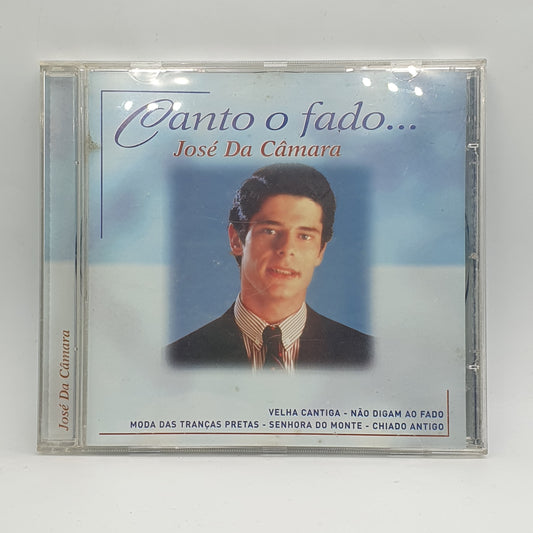 Canto o fado...
José Da Câmara
VELHA CANTIGA - NÃO DIGAM AO FADO
MODA DAS TRANÇAS PRETAS - SENHORA DO MONTE - CHIADO ANTIGO
José Da Câmara